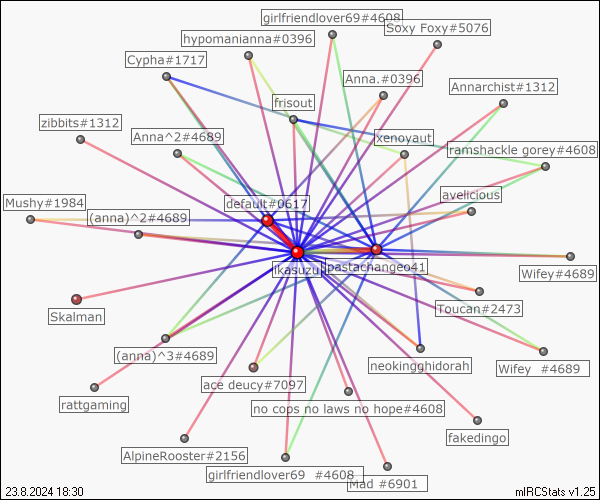 girlfriendlover69#4608
Soxy Foxy#5076
hypomanianna#0396
Cypha#1717
Anna.#0396
Annarchist#1312
frisout
zibbits#1312
Anna^2#4689
xenoyaut
ramshackle gorey#4608
Mushy#1984
default#0617
avelicious
(anna)^2#4689
ikasuzu
pastachangeo41
Wifey#4689
Toucan#2473
Skalman
(anna)^3#4689
neokingghidorah
Wifey  #4689
ace deucy#7097
rattgaming
no cops no laws no hope#4608
fakedingo
AlpineRooster#2156
girlfriendlover69  #4608
Mad #6901
23.8.2024 18:30
mIRCStats v1.25